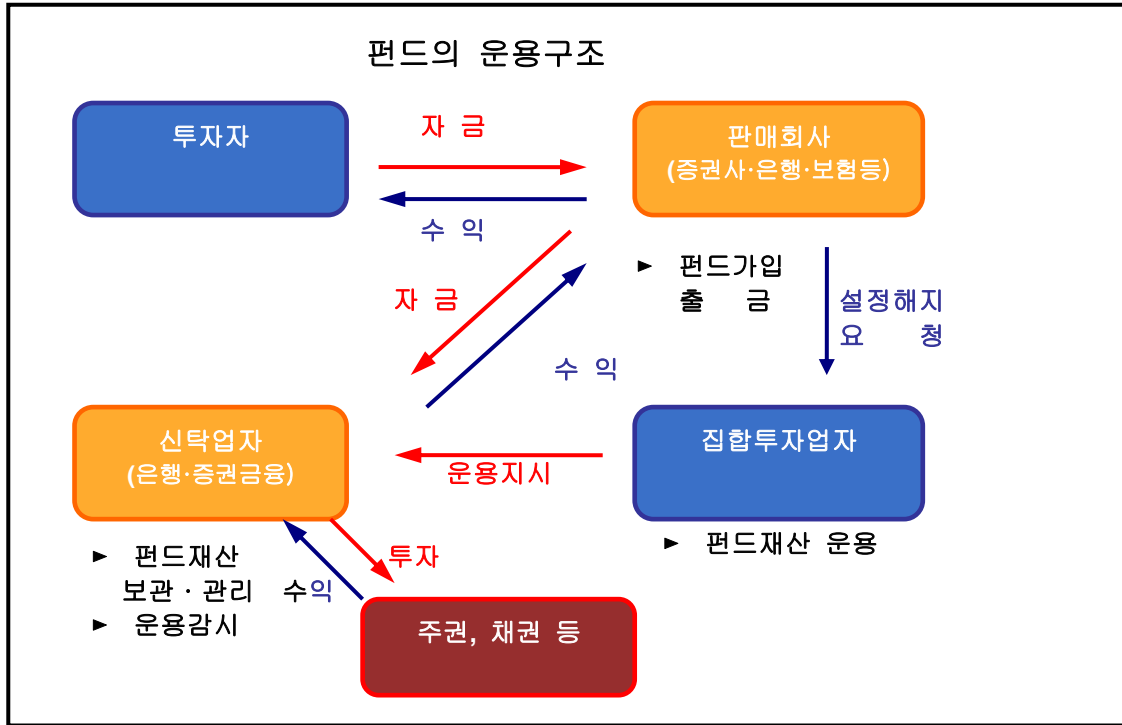 펀드의 운용구조
투자자
자 금
판매회사
(증권사·은행·보험등)
수 익
▶ 펀드가입
출 금
자 금
설정해지
요 청
수 익
신탁업자
(은행·증권금융)
운용지시
집합투자업자
▶ 펀드재산 운용
▶ 펀드재산
보관 · 관리
▶ 운용감시
투자
수익
주권, 채권 등